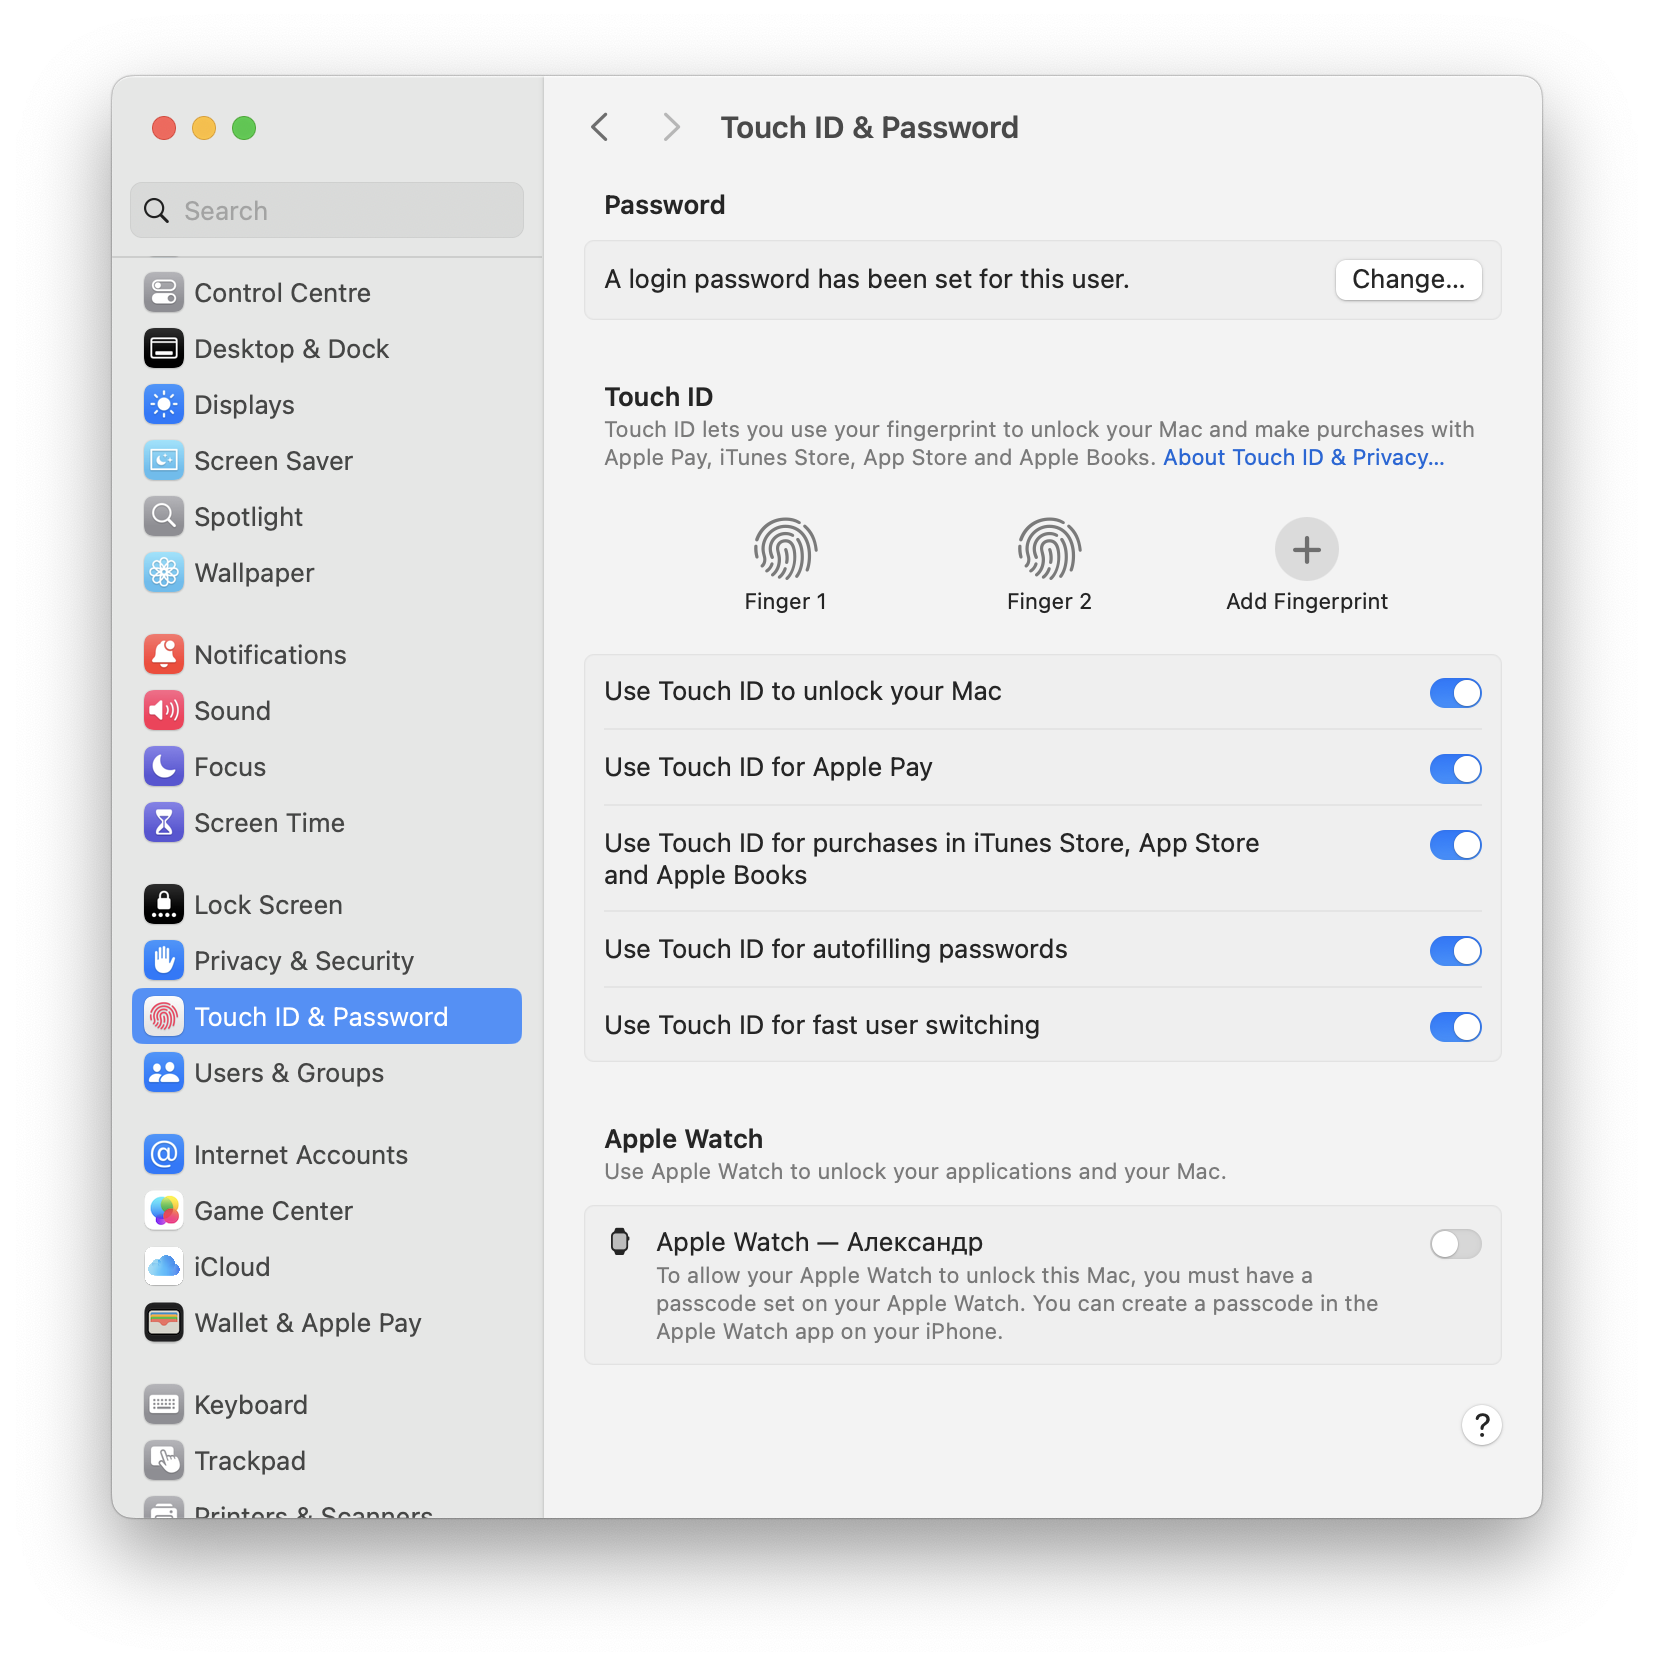 Search
Control Centre
Desktop & Dock
Displays
Screen Saver
Spotlight
Wallpaper
Notifications
Sound
Focus
Screen Time
Lock Screen
Privacy & Security
Touch ID & Password
Users & Groups
Internet Accounts
Game Center
iCloud
Wallet & Apple Pay
Keyboard
Trackpad
Printers & Scanners
Touch ID & Password
Password
A login password has been set for this user.
Change...
Touch ID
Touch ID lets you use your fingerprint to unlock your Mac and make purchases with
Apple Pay, iTunes Store, App Store and Apple Books. About Touch ID & Privacy...
Finger 1
Finger 2
Add Fingerprint
Use Touch ID to unlock your Mac
Use Touch ID for Apple Pay
Use Touch ID for purchases in iTunes Store, App Store
and Apple Books
Use Touch ID for autofilling passwords
Use Touch ID for fast user switching
Apple Watch
Use Apple Watch to unlock your applications and your Mac.
Apple Watch — Александр
To allow your Apple Watch to unlock this Mac, you must have a
passcode set on your Apple Watch. You can create a passcode in the
Apple Watch app on your iPhone.
?